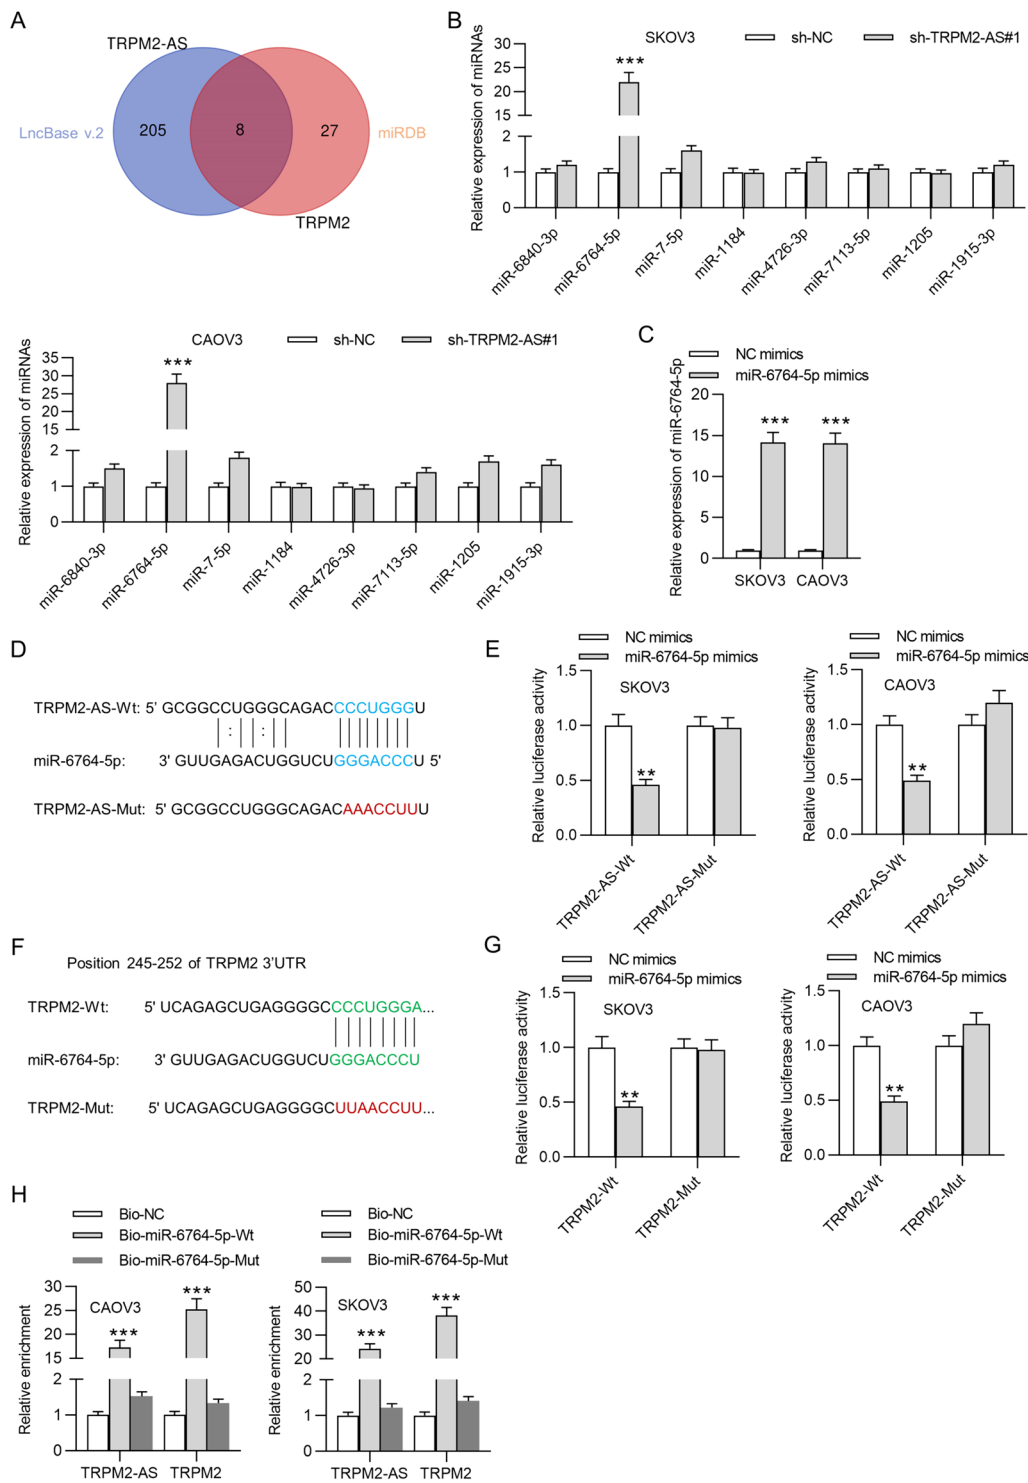 A
TRPM2-AS
LncBase v.2
205
8
27
miRDB
TRPM2
B
SKOV3
sh-NC
sh-TRPM2-AS#1
Relative expression of miRNAs
30
25
20
15
10
2
1
0
***
miR-6840-3p
miR-6764-5p
miR-7-5p
miR-1184
miR-4726-3p
miR-7113-5p
miR-1205
miR-1915-3p
CAOV3
sh-NC
sh-TRPM2-AS#1
Relative expression of miRNAs
35
30
25
20
15
2
1
0
***
miR-6840-3p
miR-6764-5p
miR-7-5p
miR-1184
miR-4726-3p
miR-7113-5p
miR-1205
miR-1915-3p
C
NC mimics
miR-6764-5p mimics
Relative expression of miR-6764-5p
20
15
10
5
0
***
***
SKOV3
CAOV3
D
TRPM2-AS-Wt: 5' GCGGCCUGGGCAGACCCCUGGGU
miR-6764-5p: 3' GUUGAGACUGGUCUGGGACCCU 5'
TRPM2-AS-Mut: 5' GCGGCCUGGGCAGACAAACCUUU
E
NC mimics
miR-6764-5p mimics
Relative luciferase activity
1.5
1.0
0.5
0.0
SKOV3
**
TRPM2-AS-Wt
TRPM2-AS-Mut
NC mimics
miR-6764-5p mimics
Relative luciferase activity
1.5
1.0
0.5
0.0
CAOV3
**
TRPM2-AS-Wt
TRPM2-AS-Mut
F
Position 245-252 of TRPM2 3'UTR
TRPM2-Wt: 5' UCAGAGCUGAGGGGCCCCUGGGA...
miR-6764-5p: 3' GUUGAGACUGGUCUGGGACCCU
TRPM2-Mut: 5' UCAGAGCUGAGGGGCUUAACCUU...
G
NC mimics
miR-6764-5p mimics
Relative luciferase activity
1.5
1.0
0.5
0.0
SKOV3
**
TRPM2-Wt
TRPM2-Mut
NC mimics
miR-6764-5p mimics
Relative luciferase activity
1.5
1.0
0.5
0.0
CAOV3
**
TRPM2-Wt
TRPM2-Mut
H
Bio-NC
Bio-miR-6764-5p-Wt
Bio-miR-6764-5p-Mut
Relative enrichment
30
25
20
15
2
1
0
CAOV3
***
***
TRPM2-AS
TRPM2
Bio-NC
Bio-miR-6764-5p-Wt
Bio-miR-6764-5p-Mut
Relative enrichment
50
40
30
20
2
1
0
SKOV3
***
***
TRPM2-AS
TRPM2